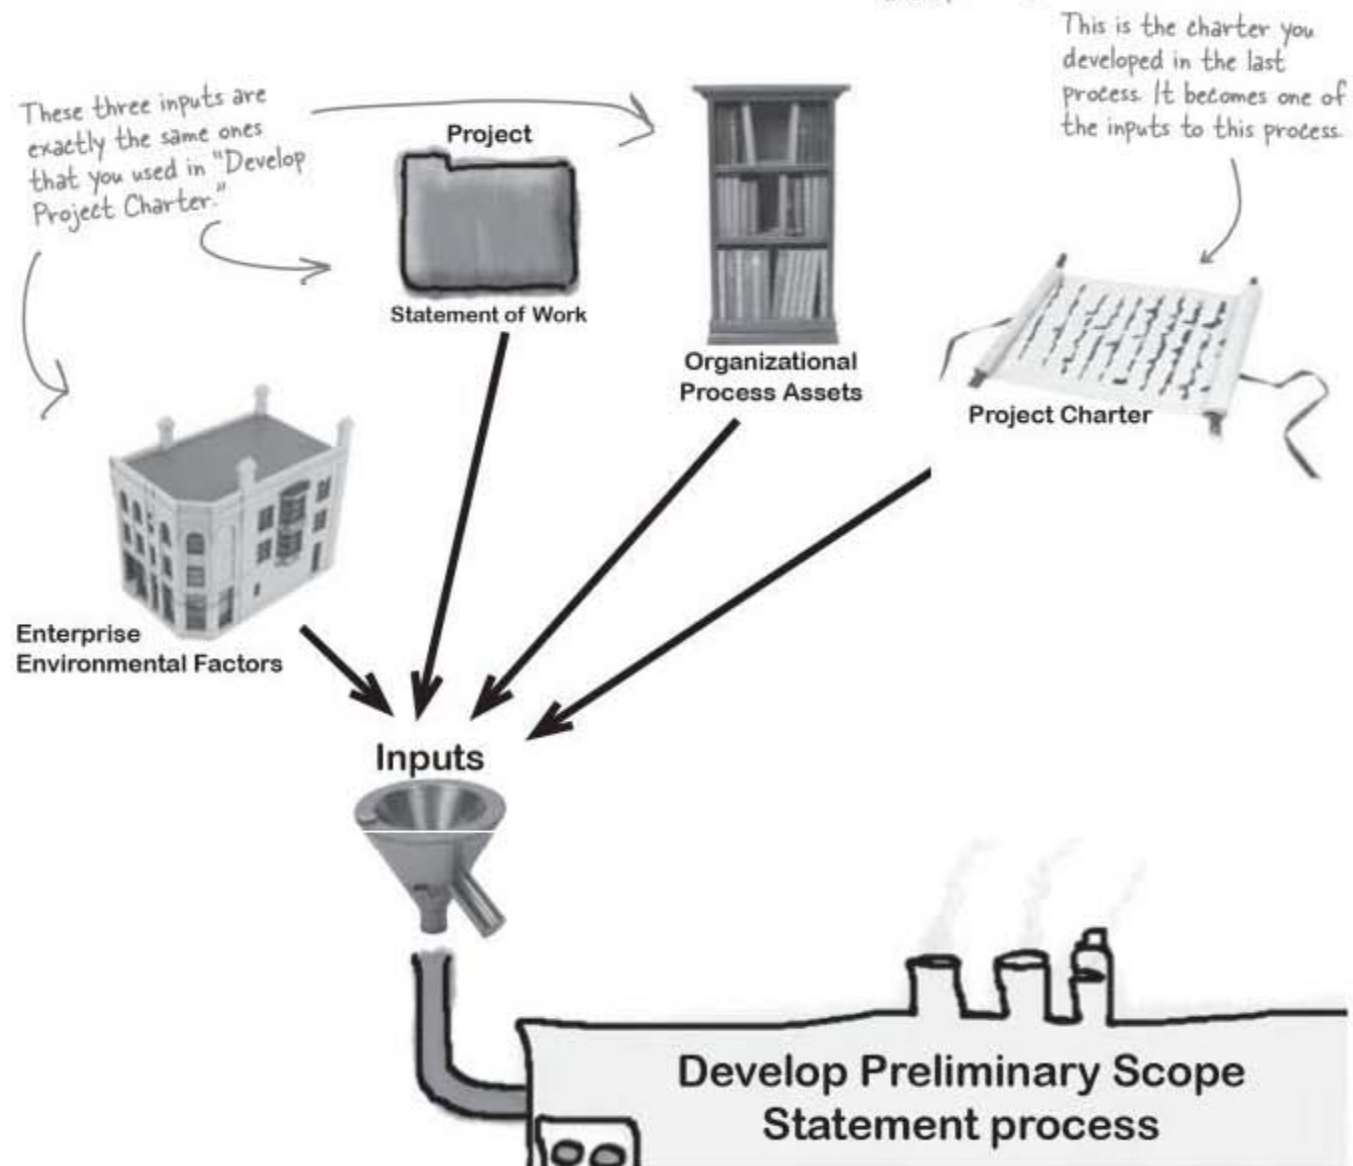 This is the charter you
developed in the last
process. It becomes one of
the inputs to this process.
These three inputs are
exactly the same ones
that you used in "Develop
Project Charter."
Project
Statement of Work
Organizational
Process Assets
Project Charter
Enterprise
Environmental Factors
Inputs
Develop Preliminary Scope
Statement process